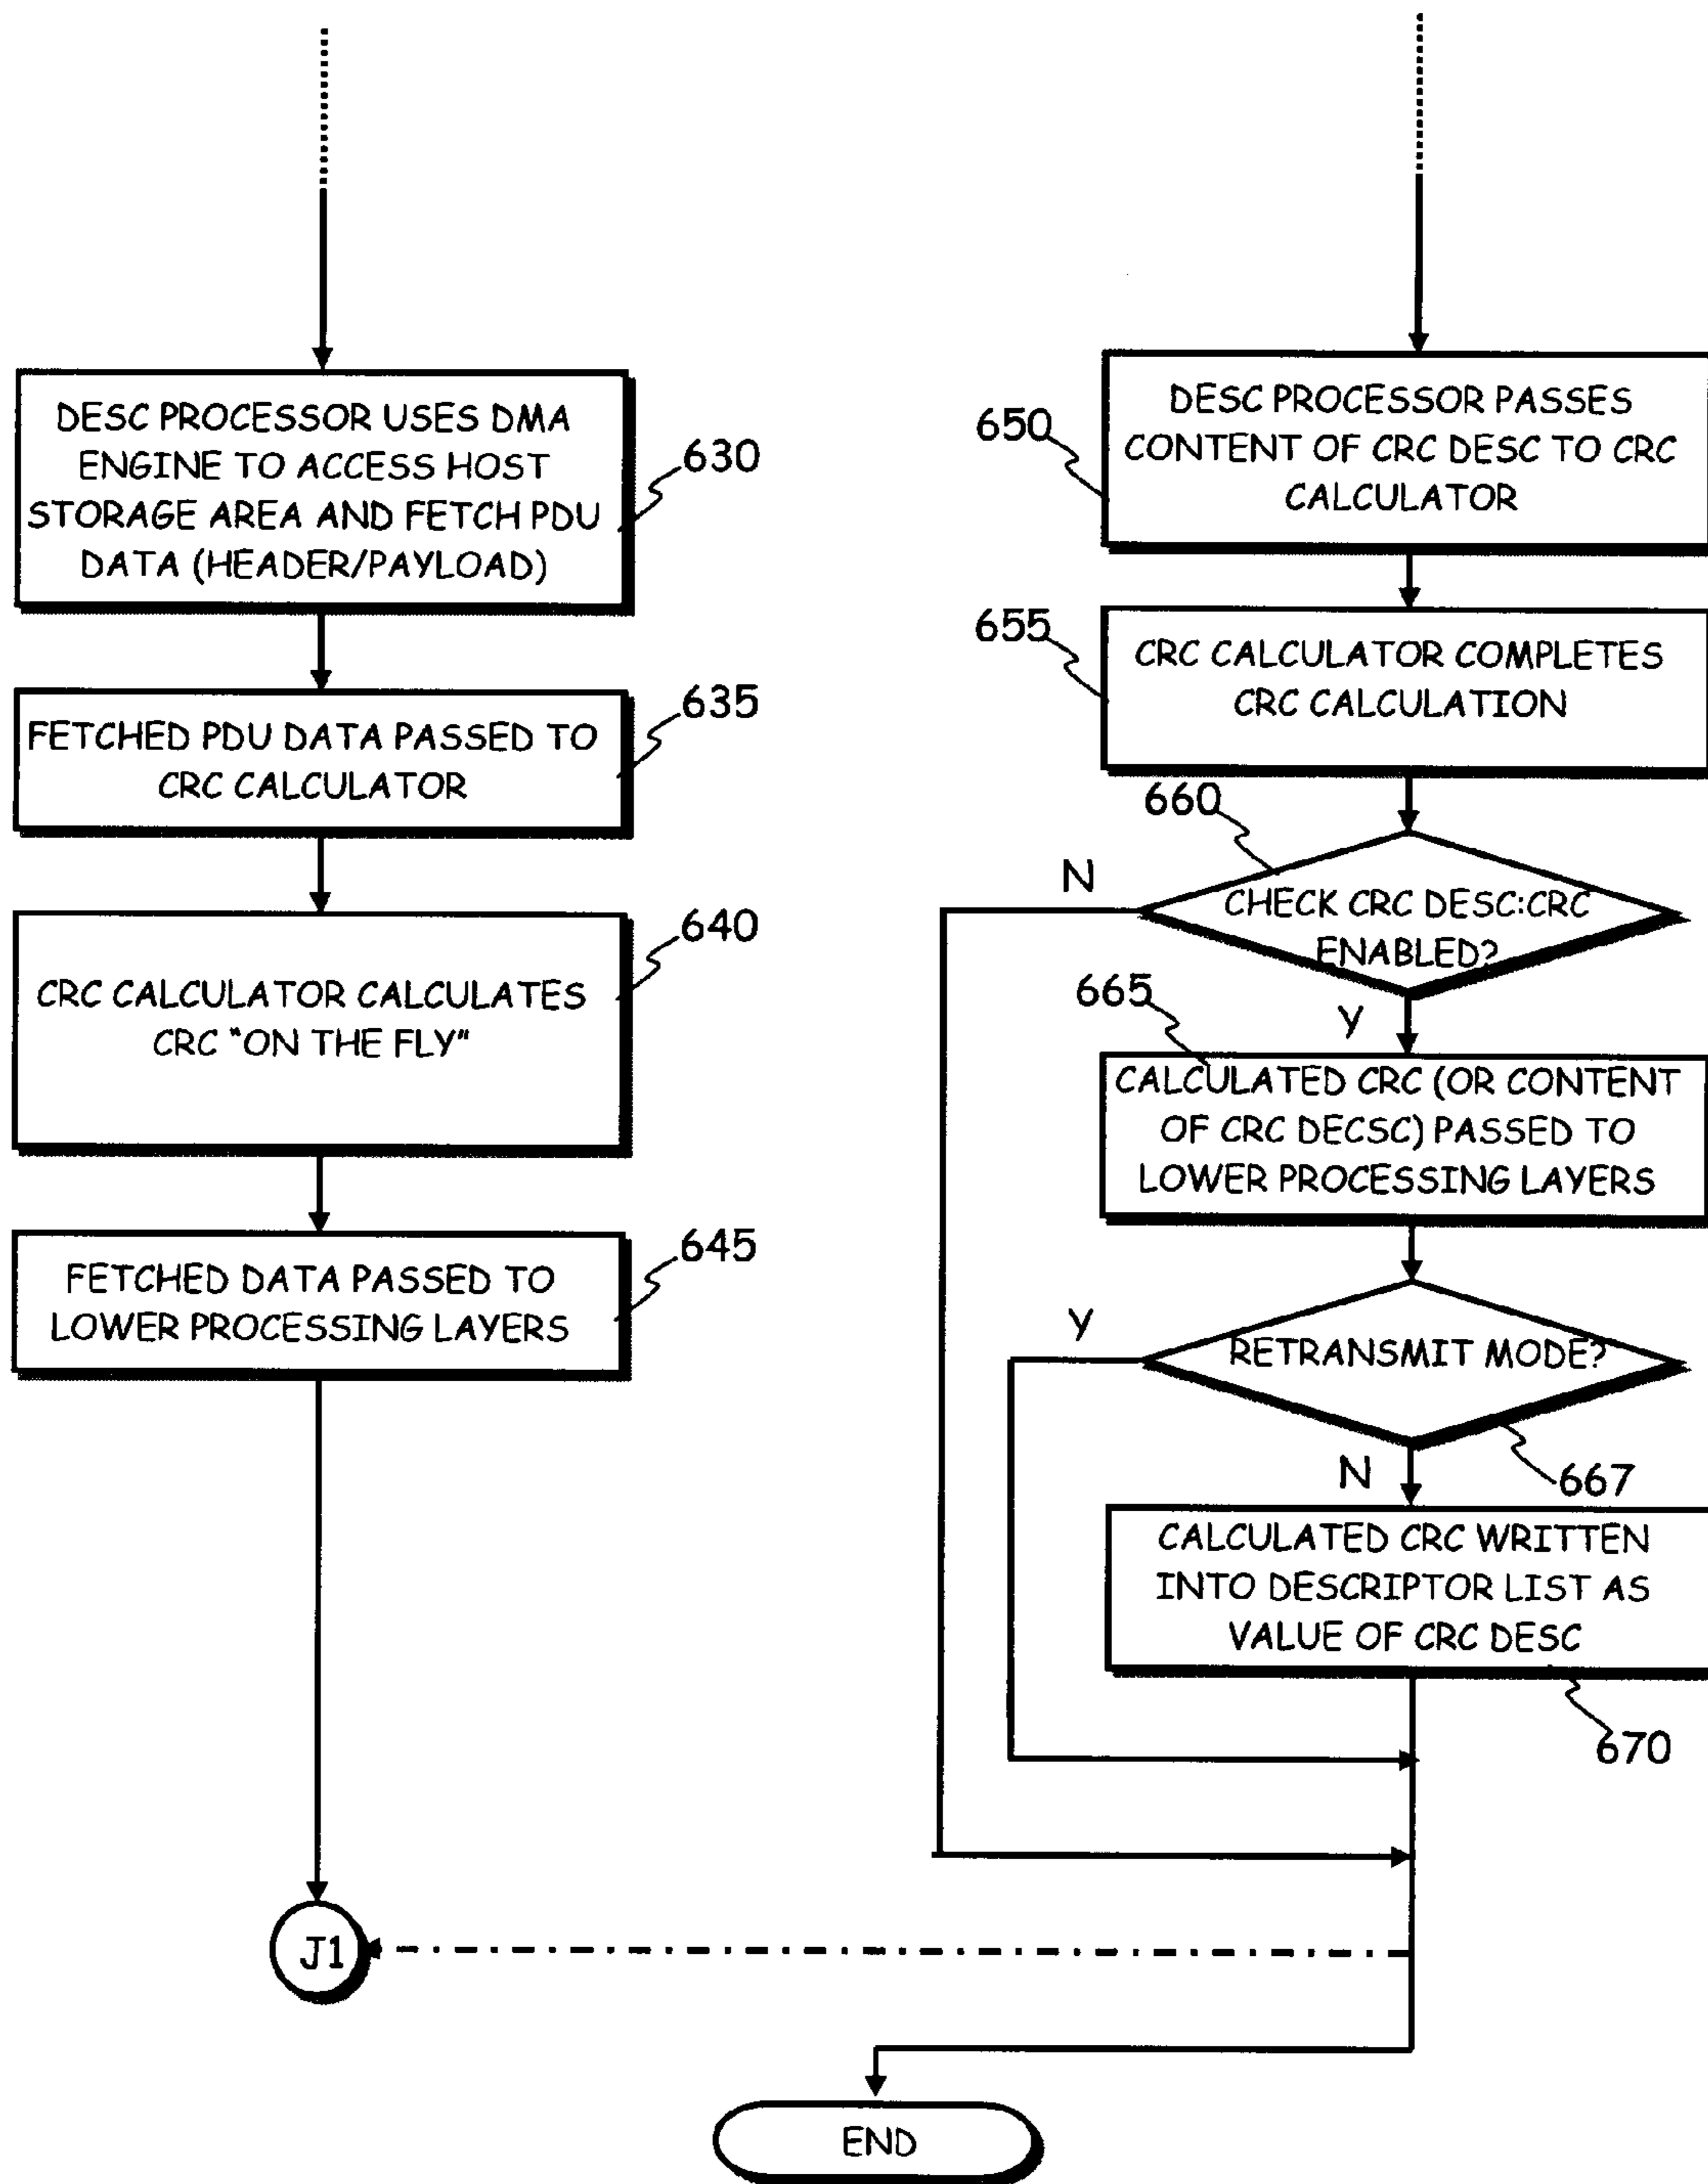 DESC PROCESSOR USES DMA
ENGINE TO ACCESS HOST
STORAGE AREA AND FETCH PDU
DATA (HEADER/PAYLOAD)
630
FETCHED PDU DATA PASSED TO
CRC CALCULATOR
635
CRC CALCULATOR CALCULATES
CRC "ON THE FLY"
640
FETCHED DATA PASSED TO
LOWER PROCESSING LAYERS
645
J1
650
DESC PROCESSOR PASSES
CONTENT OF CRC DESC TO CRC
CALCULATOR
655
CRC CALCULATOR COMPLETES
CRC CALCULATION
660
N
CHECK CRC DESC:CRC
ENABLED?
Y
665
CALCULATED CRC (OR CONTENT
OF CRC DECSC) PASSED TO
LOWER PROCESSING LAYERS
Y
RETRANSMIT MODE?
667
N
CALCULATED CRC WRITTEN
INTO DESCRIPTOR LIST AS
VALUE OF CRC DESC
670
END